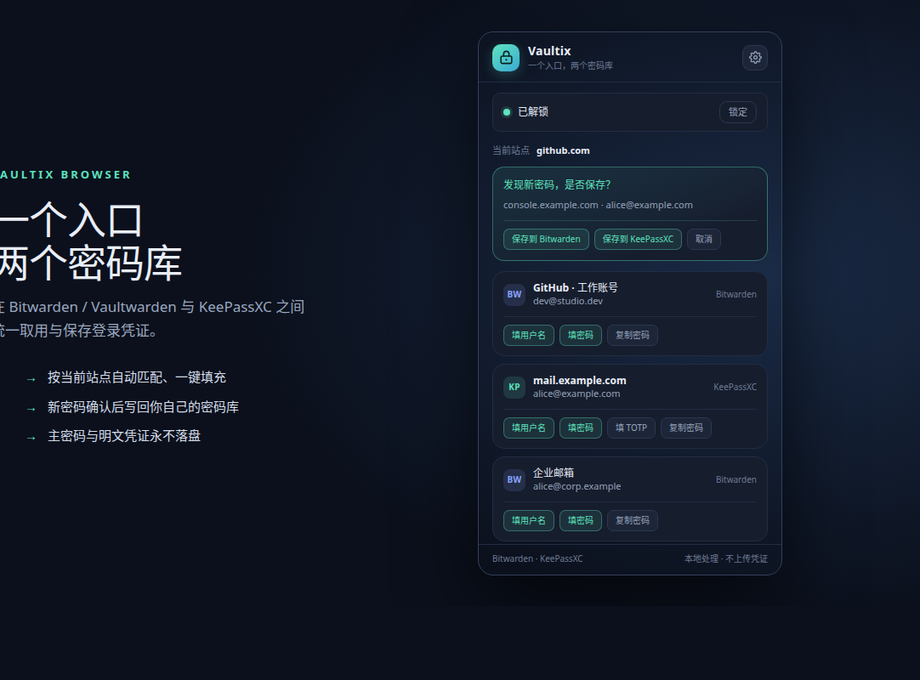 AULTIX BROWSER
一个入口
两个密码库
Bitwarden / Vaultwarden 与 KeePassXC 之间
一取用与保存登录凭证。
→ 按当前站点自动匹配、一键填充
→ 新密码确认后写回你自己的密码库
→ 主密码与明文凭证永不落盘
Vaultix
一个入口，两个密码库
已解锁
锁定
当前站点 github.com
发现新密码，是否保存？
console.example.com · alice@example.com
保存到 Bitwarden 保存到 KeePassXC 取消
BW GitHub · 工作账号 Bitwarden
dev@studio.dev
填用户名 填密码 复制密码
KP mail.example.com KeePassXC
alice@example.com
填用户名 填密码 填 TOTP 复制密码
BW 企业邮箱 Bitwarden
alice@corp.example
填用户名 填密码 复制密码
Bitwarden · KeePassXC 本地处理 · 不上传凭证